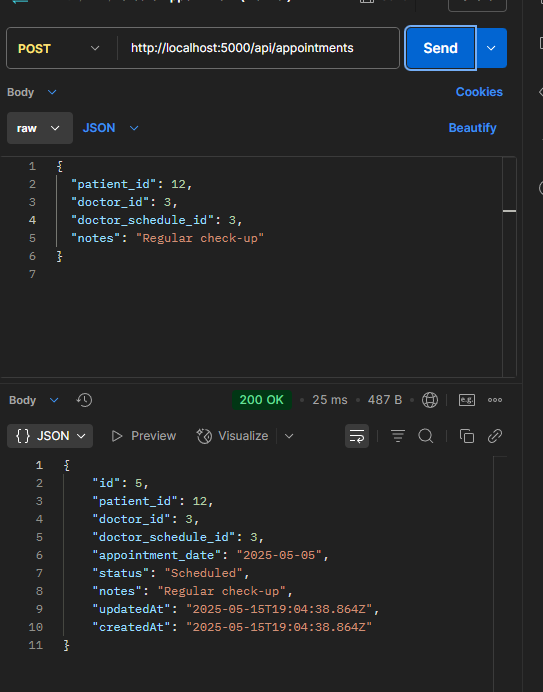 POST http://localhost:5000/api/appointments Send
Body Cookies
raw JSON Beautify
1 {
2 "patient_id": 12,
3 "doctor_id": 3,
4 "doctor_schedule_id": 3,
5 "notes": "Regular check-up"
6 }
7
Body 200 OK • 25 ms • 487 B • e.g.
{} JSON Preview Visualize
1 {
2 "id": 5,
3 "patient_id": 12,
4 "doctor_id": 3,
5 "doctor_schedule_id": 3,
6 "appointment_date": "2025-05-05",
7 "status": "Scheduled",
8 "notes": "Regular check-up",
9 "updatedAt": "2025-05-15T19:04:38.864Z",
10 "createdAt": "2025-05-15T19:04:38.864Z"
11 }